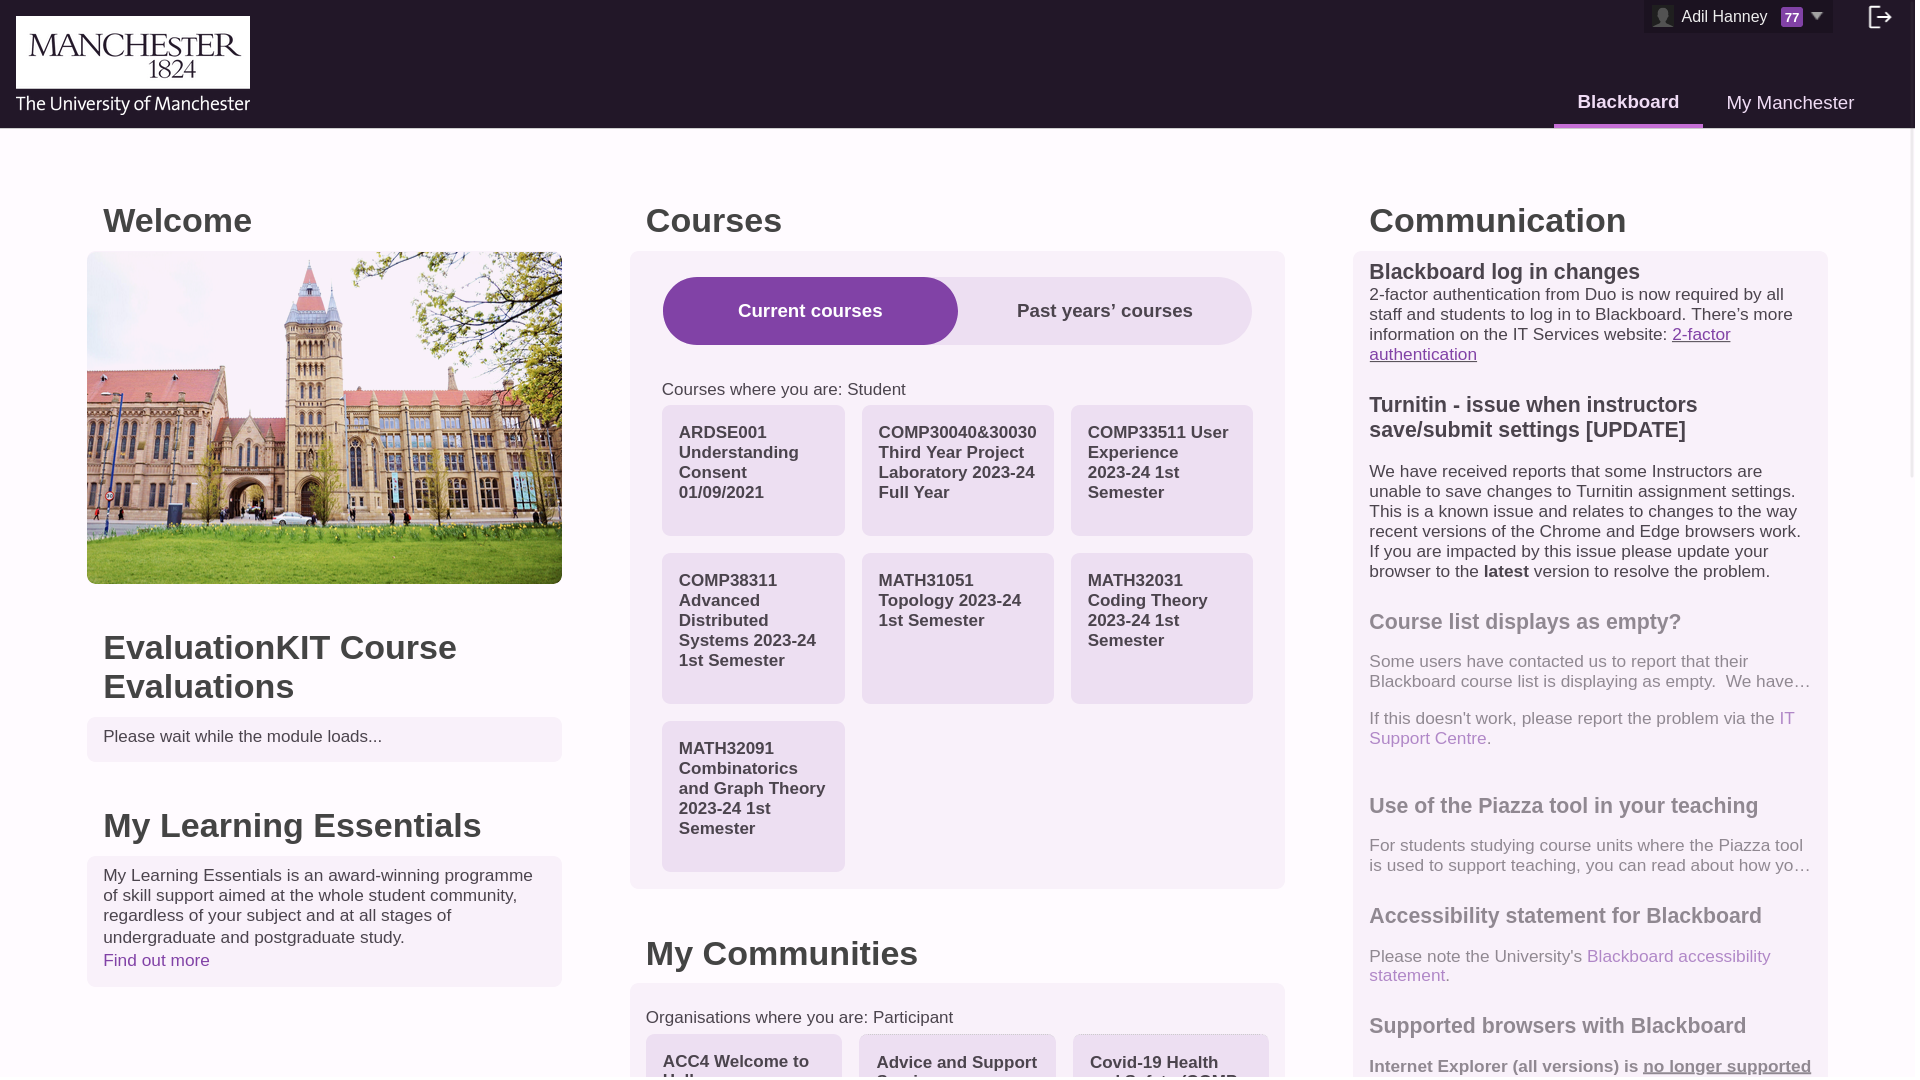 MANCHESTER
1824
The University of Manchester
Adil Hanney 77
Blackboard
My Manchester
Welcome
EvaluationKIT Course
Evaluations
Please wait while the module loads...
My Learning Essentials
My Learning Essentials is an award-winning programme
of skill support aimed at the whole student community,
regardless of your subject and at all stages of
undergraduate and postgraduate study.
Find out more
Courses
Current courses
Past years’ courses
Courses where you are: Student
ARDSE001
Understanding
Consent
01/09/2021
COMP30040&30030
Third Year Project
Laboratory 2023-24
Full Year
COMP33511 User
Experience
2023-24 1st
Semester
COMP38311
Advanced
Distributed
Systems 2023-24
1st Semester
MATH31051
Topology 2023-24
1st Semester
MATH32031
Coding Theory
2023-24 1st
Semester
MATH32091
Combinatorics
and Graph Theory
2023-24 1st
Semester
My Communities
Organisations where you are: Participant
ACC4 Welcome to
Advice and Support
Covid-19 Health
Communication
Blackboard log in changes
2-factor authentication from Duo is now required by all
staff and students to log in to Blackboard. There’s more
information on the IT Services website: 2-factor
authentication
Turnitin - issue when instructors
save/submit settings [UPDATE]
We have received reports that some Instructors are
unable to save changes to Turnitin assignment settings.
This is a known issue and relates to changes to the way
recent versions of the Chrome and Edge browsers work.
If you are impacted by this issue please update your
browser to the latest version to resolve the problem.
Course list displays as empty?
Some users have contacted us to report that their
Blackboard course list is displaying as empty.  We have…
If this doesn't work, please report the problem via the IT
Support Centre.
Use of the Piazza tool in your teaching
For students studying course units where the Piazza tool
is used to support teaching, you can read about how yo…
Accessibility statement for Blackboard
Please note the University's Blackboard accessibility
statement.
Supported browsers with Blackboard
Internet Explorer (all versions) is no longer supported